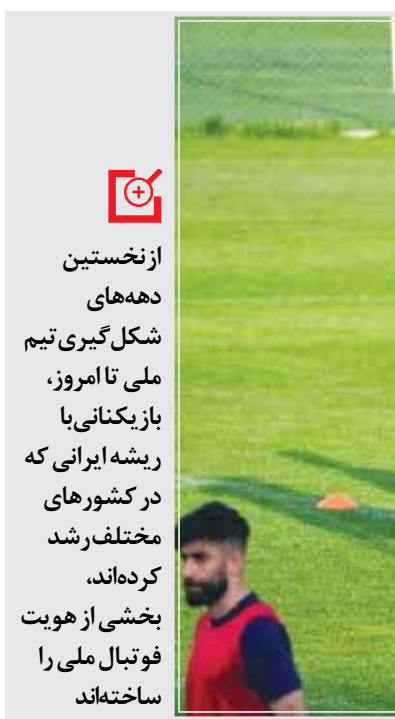 از نخستین
دهه‌های
شکل‌گیری تیم
ملی تا امروز،
بازیکنانی با
ریشه ایرانی که
در کشورهای
مختلف رشد
کرده‌اند،
بخشی از هویت
فوتبال ملی را
ساخته‌اند